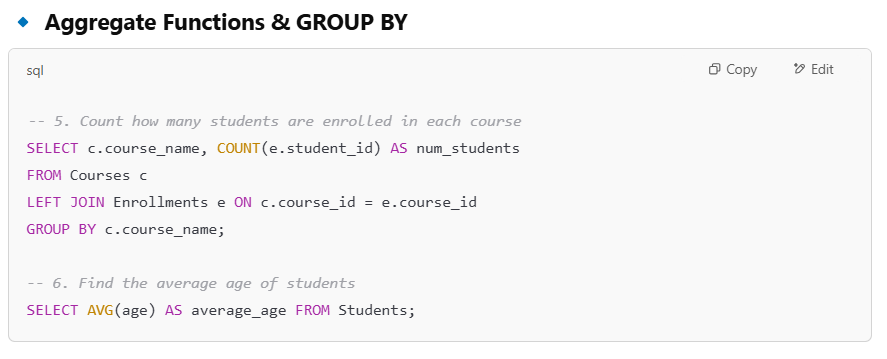 Aggregate Functions & GROUP BY
sql
Copy
Edit
-- 5. Count how many students are enrolled in each course
SELECT c.course_name, COUNT(e.student_id) AS num_students
FROM Courses c
LEFT JOIN Enrollments e ON c.course_id = e.course_id
GROUP BY c.course_name;
-- 6. Find the average age of students
SELECT AVG(age) AS average_age FROM Students;